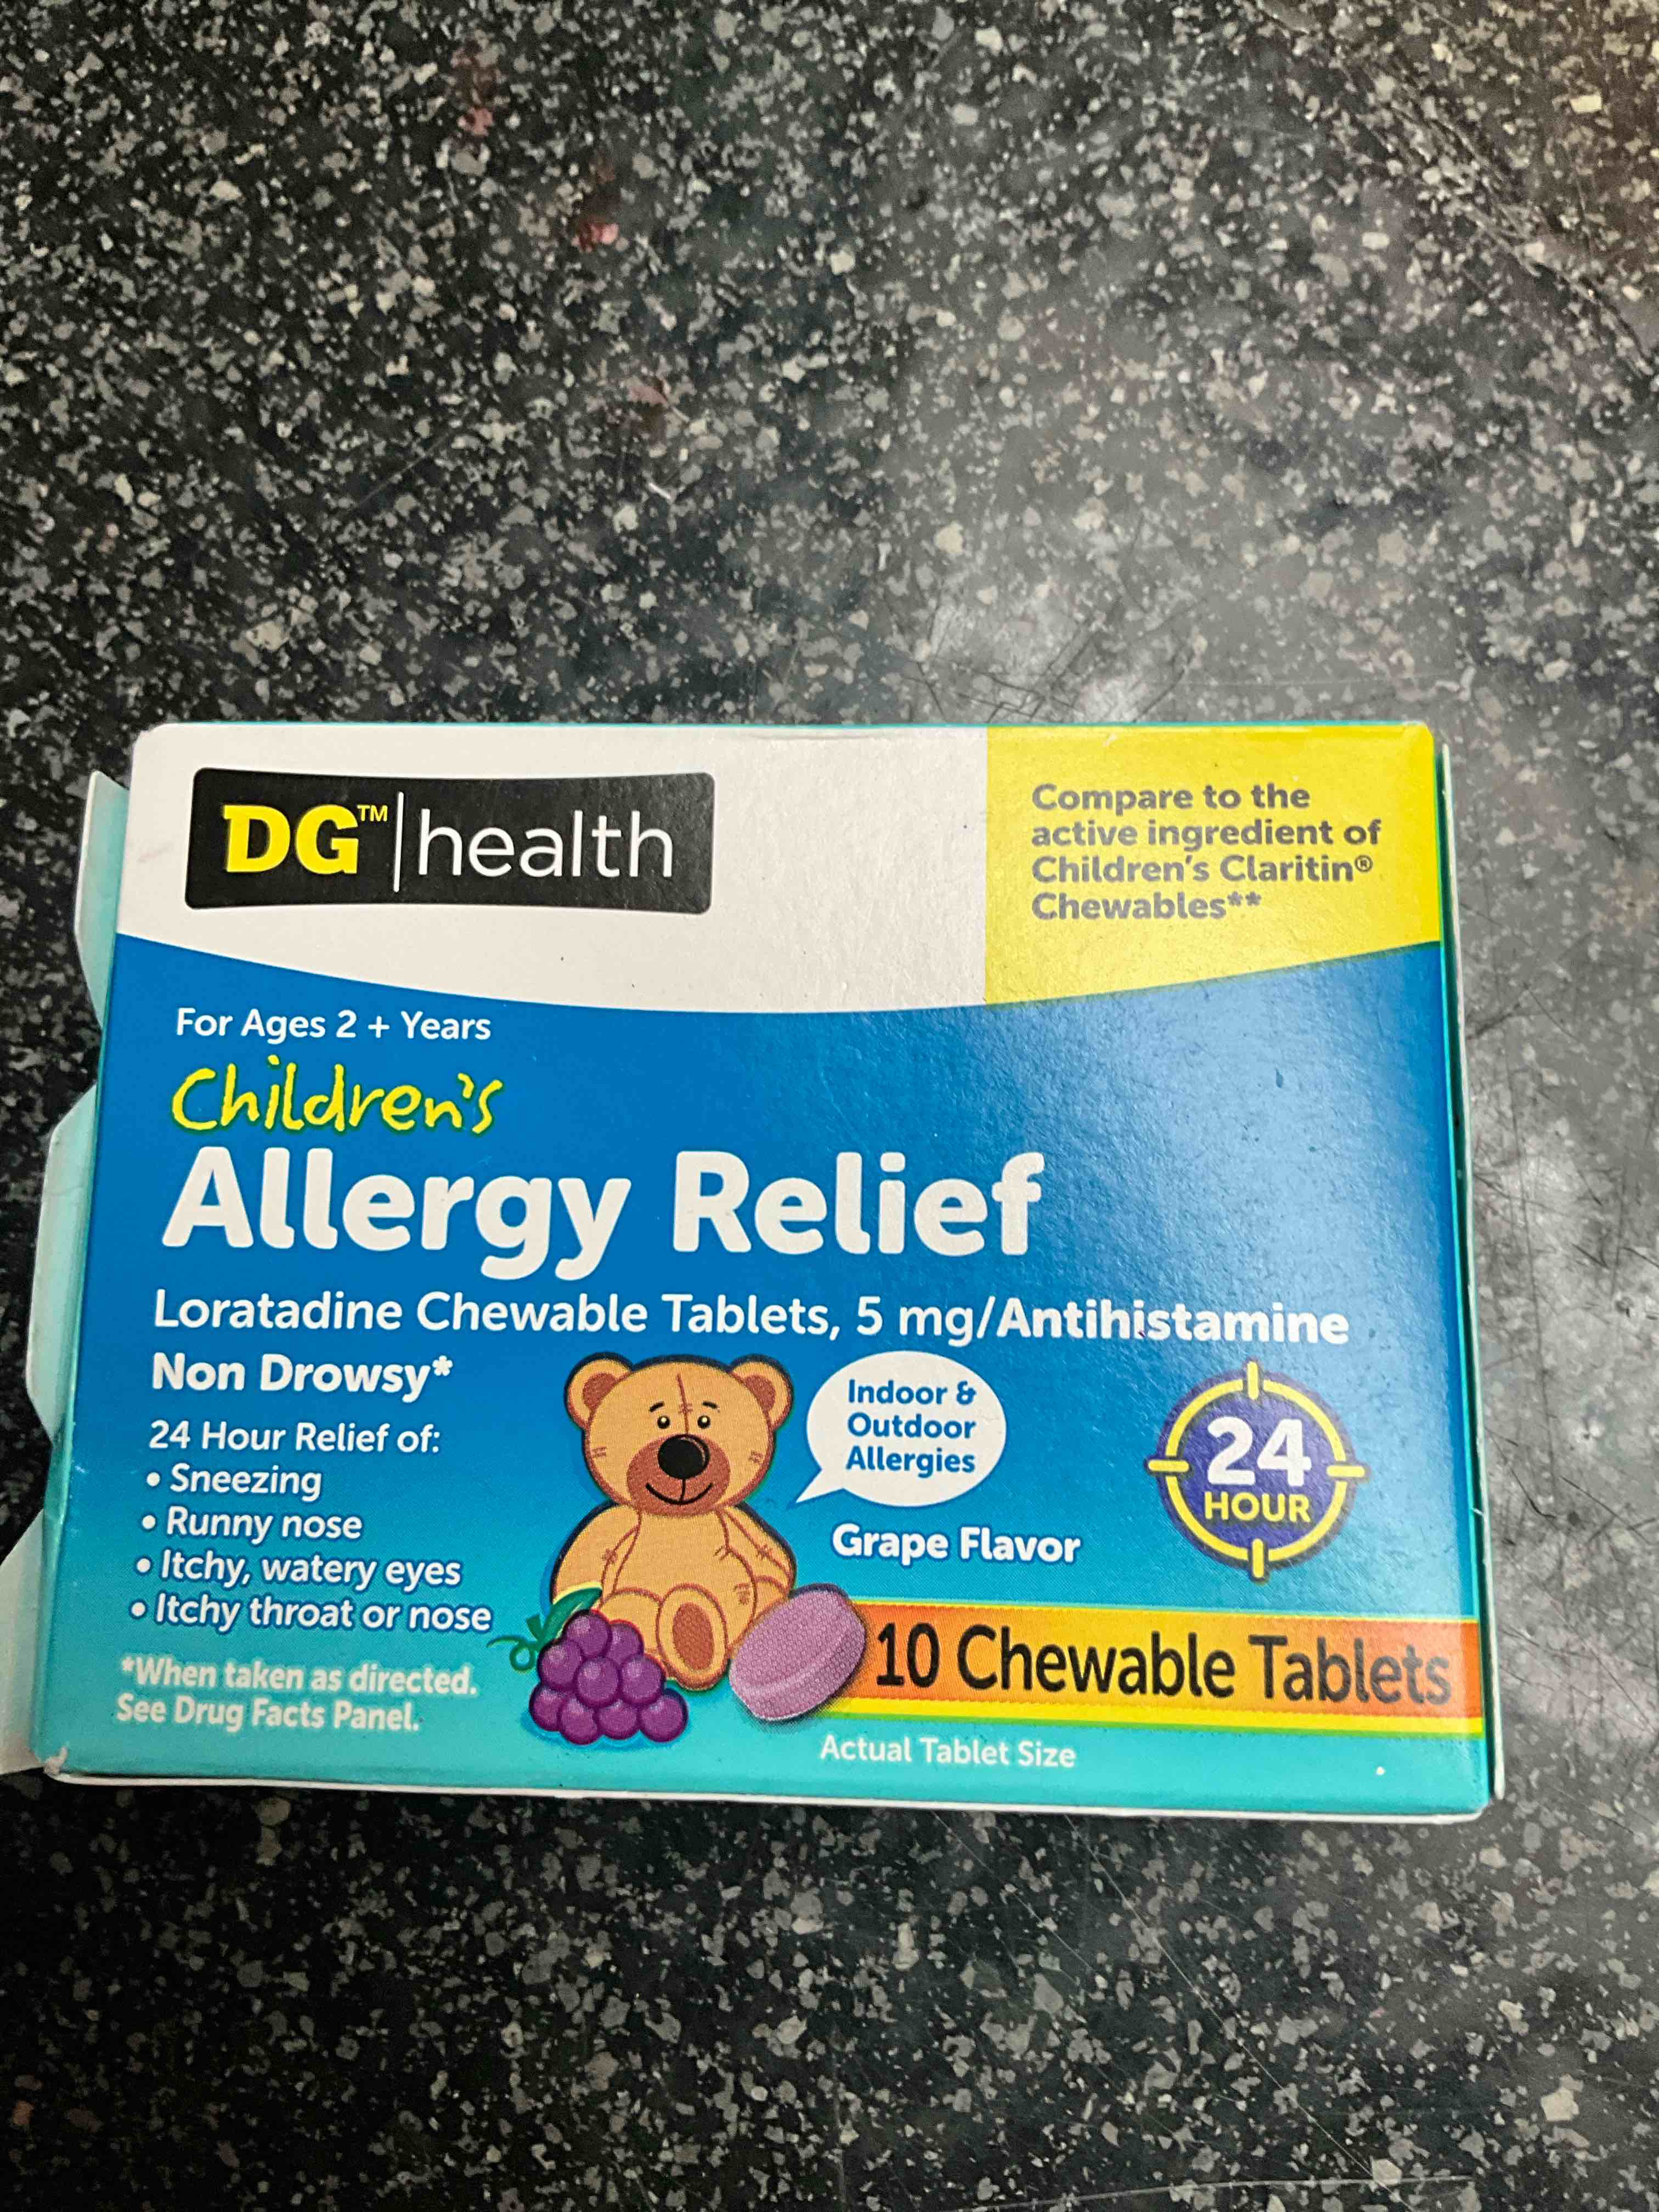 DG™ health
Compare to the
active ingredient of
Children's Claritin®
Chewables**
For Ages 2 + Years
Children's
Allergy Relief
Loratadine Chewable Tablets, 5 mg/Antihistamine
Non Drowsy*
24 Hour Relief of:
• Sneezing
• Runny nose
• Itchy, watery eyes
• Itchy throat or nose
*When taken as directed.
See Drug Facts Panel.
Indoor &
Outdoor
Allergies
Grape Flavor
24
HOUR
10 Chewable Tablets
Actual Tablet Size